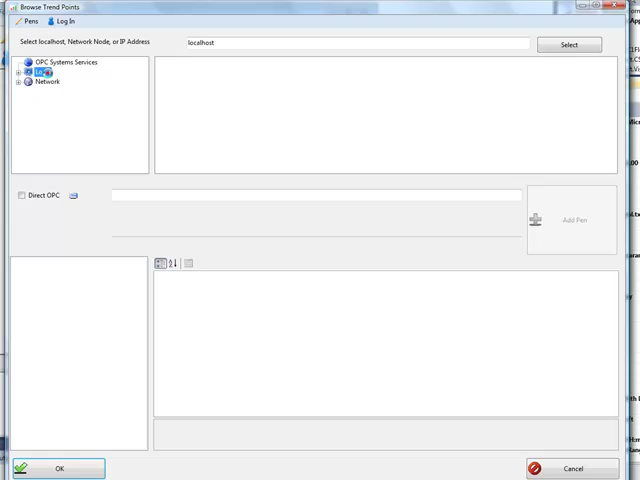 Browse Trend Points
Pens Log In
Select localhost, Network Node, or IP Address
localhost
Select
OPC Systems Services
Network
Direct OPC
Add Pen
OK
Cancel